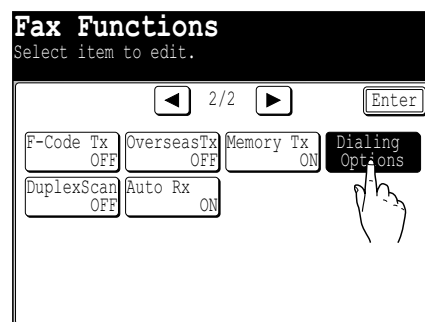 Fax Functions
Select item to edit.
2/2
Enter
F-Code Tx OverseasTx Memory Tx Dialing
OFF OFF ON Options
DuplexScan Auto Rx
OFF ON